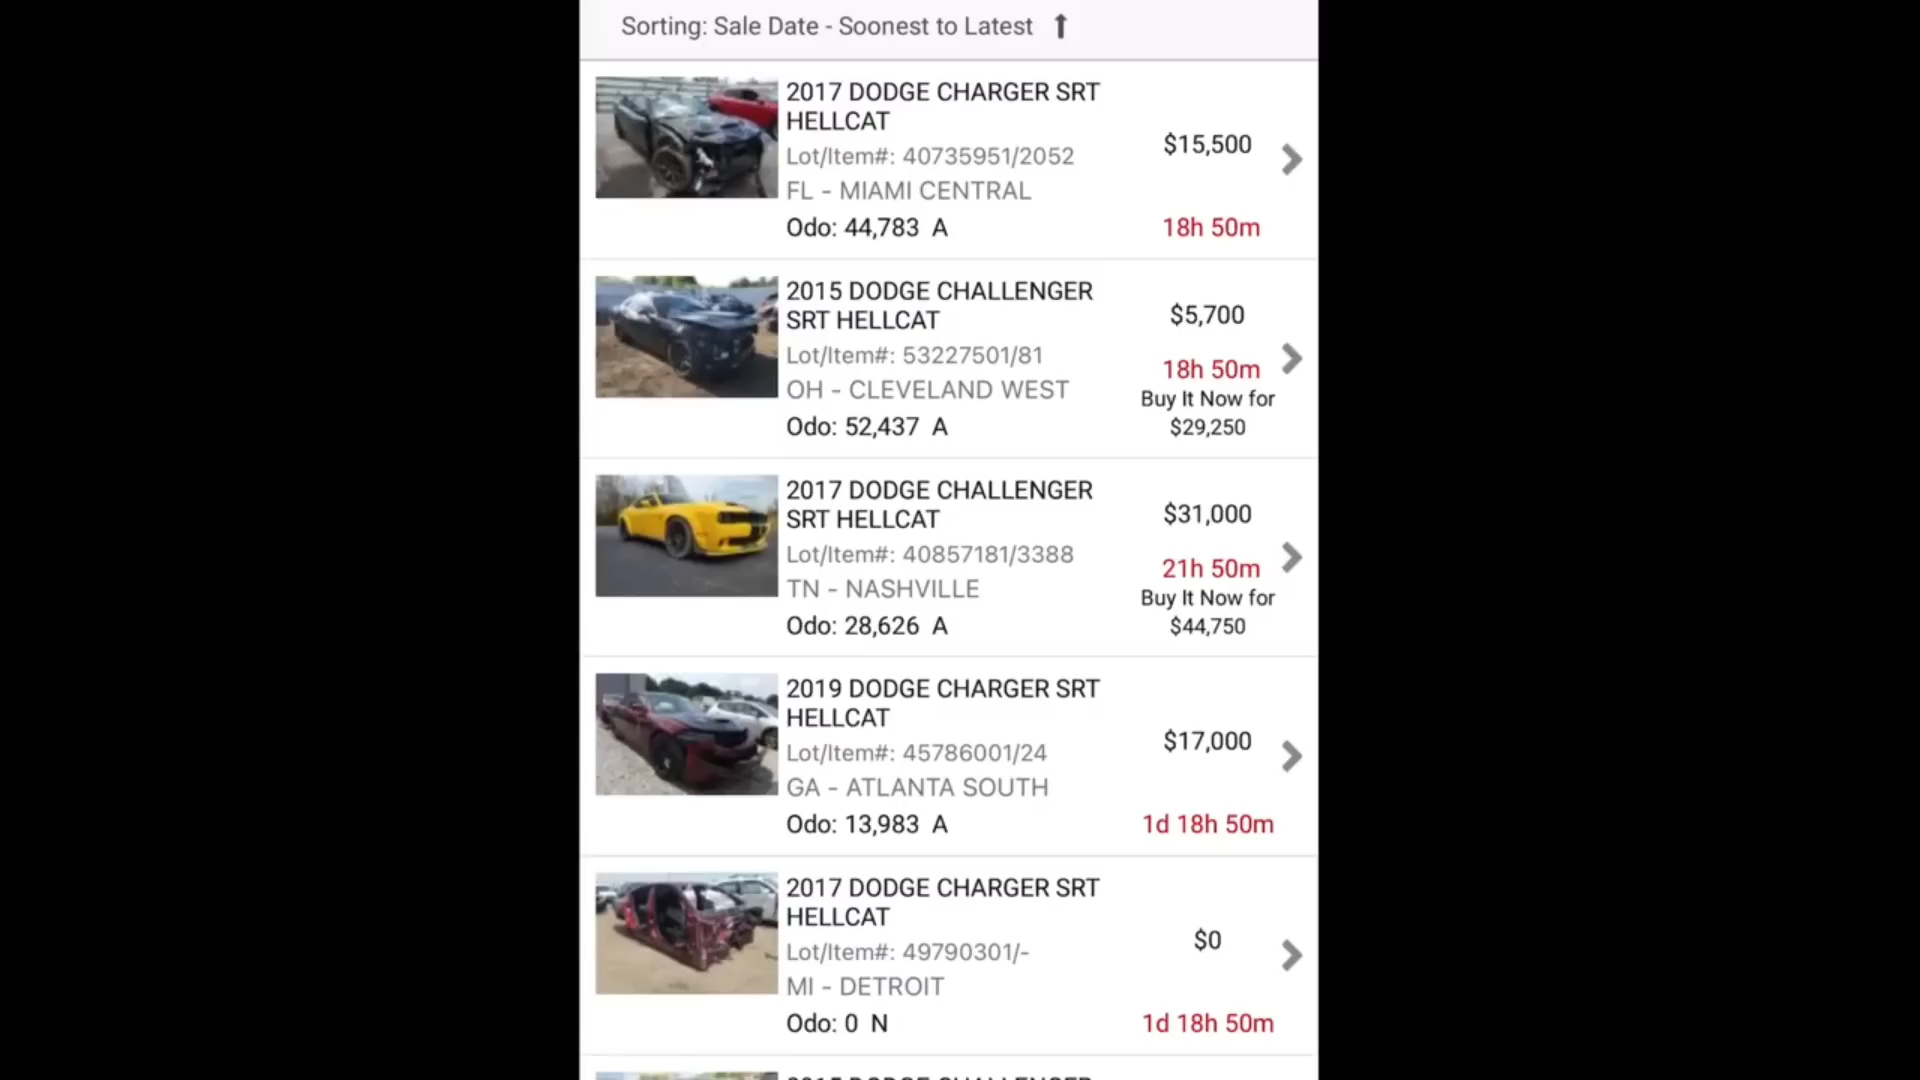 Sorting: Sale Date - Soonest to Latest
2017 DODGE CHARGER SRT
HELLCAT
Lot/Item#: 40735951/2052
FL - MIAMI CENTRAL
Odo: 44,783 A
$15,500
18h 50m
2015 DODGE CHALLENGER
SRT HELLCAT
Lot/Item#: 53227501/81
OH - CLEVELAND WEST
Odo: 52,437 A
$5,700
18h 50m
Buy It Now for
$29,250
2017 DODGE CHALLENGER
SRT HELLCAT
Lot/Item#: 40857181/3388
TN - NASHVILLE
Odo: 28,626 A
$31,000
21h 50m
Buy It Now for
$44,750
2019 DODGE CHARGER SRT
HELLCAT
Lot/Item#: 45786001/24
GA - ATLANTA SOUTH
Odo: 13,983 A
$17,000
1d 18h 50m
2017 DODGE CHARGER SRT
HELLCAT
Lot/Item#: 49790301/-
MI - DETROIT
Odo: 0 N
$0
1d 18h 50m
2015 DODGE CHALLENGER